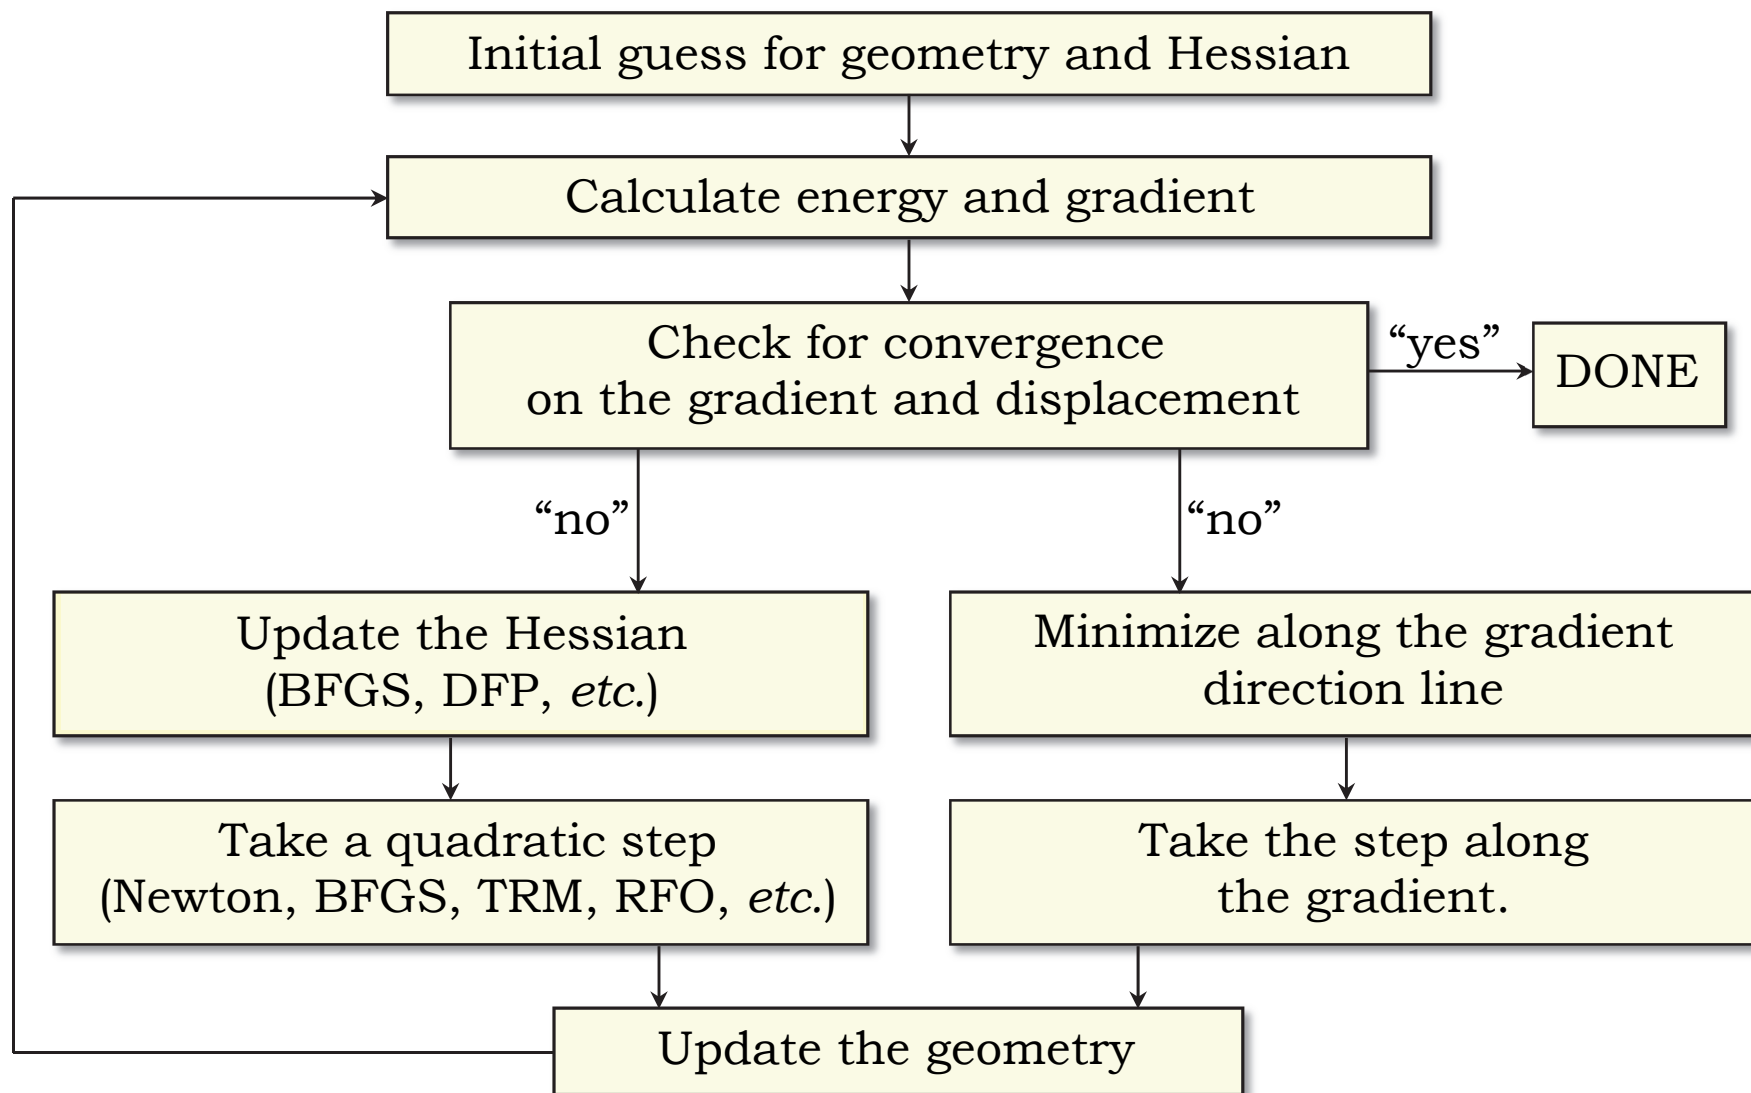 Initial guess for geometry and Hessian
Calculate energy and gradient
Check for convergence
on the gradient and displacement
“yes”
DONE
“no”
“no”
Update the Hessian
(BFGS, DFP, etc.)
Minimize along the gradient
direction line
Take a quadratic step
(Newton, BFGS, TRM, RFO, etc.)
Take the step along
the gradient.
Update the geometry